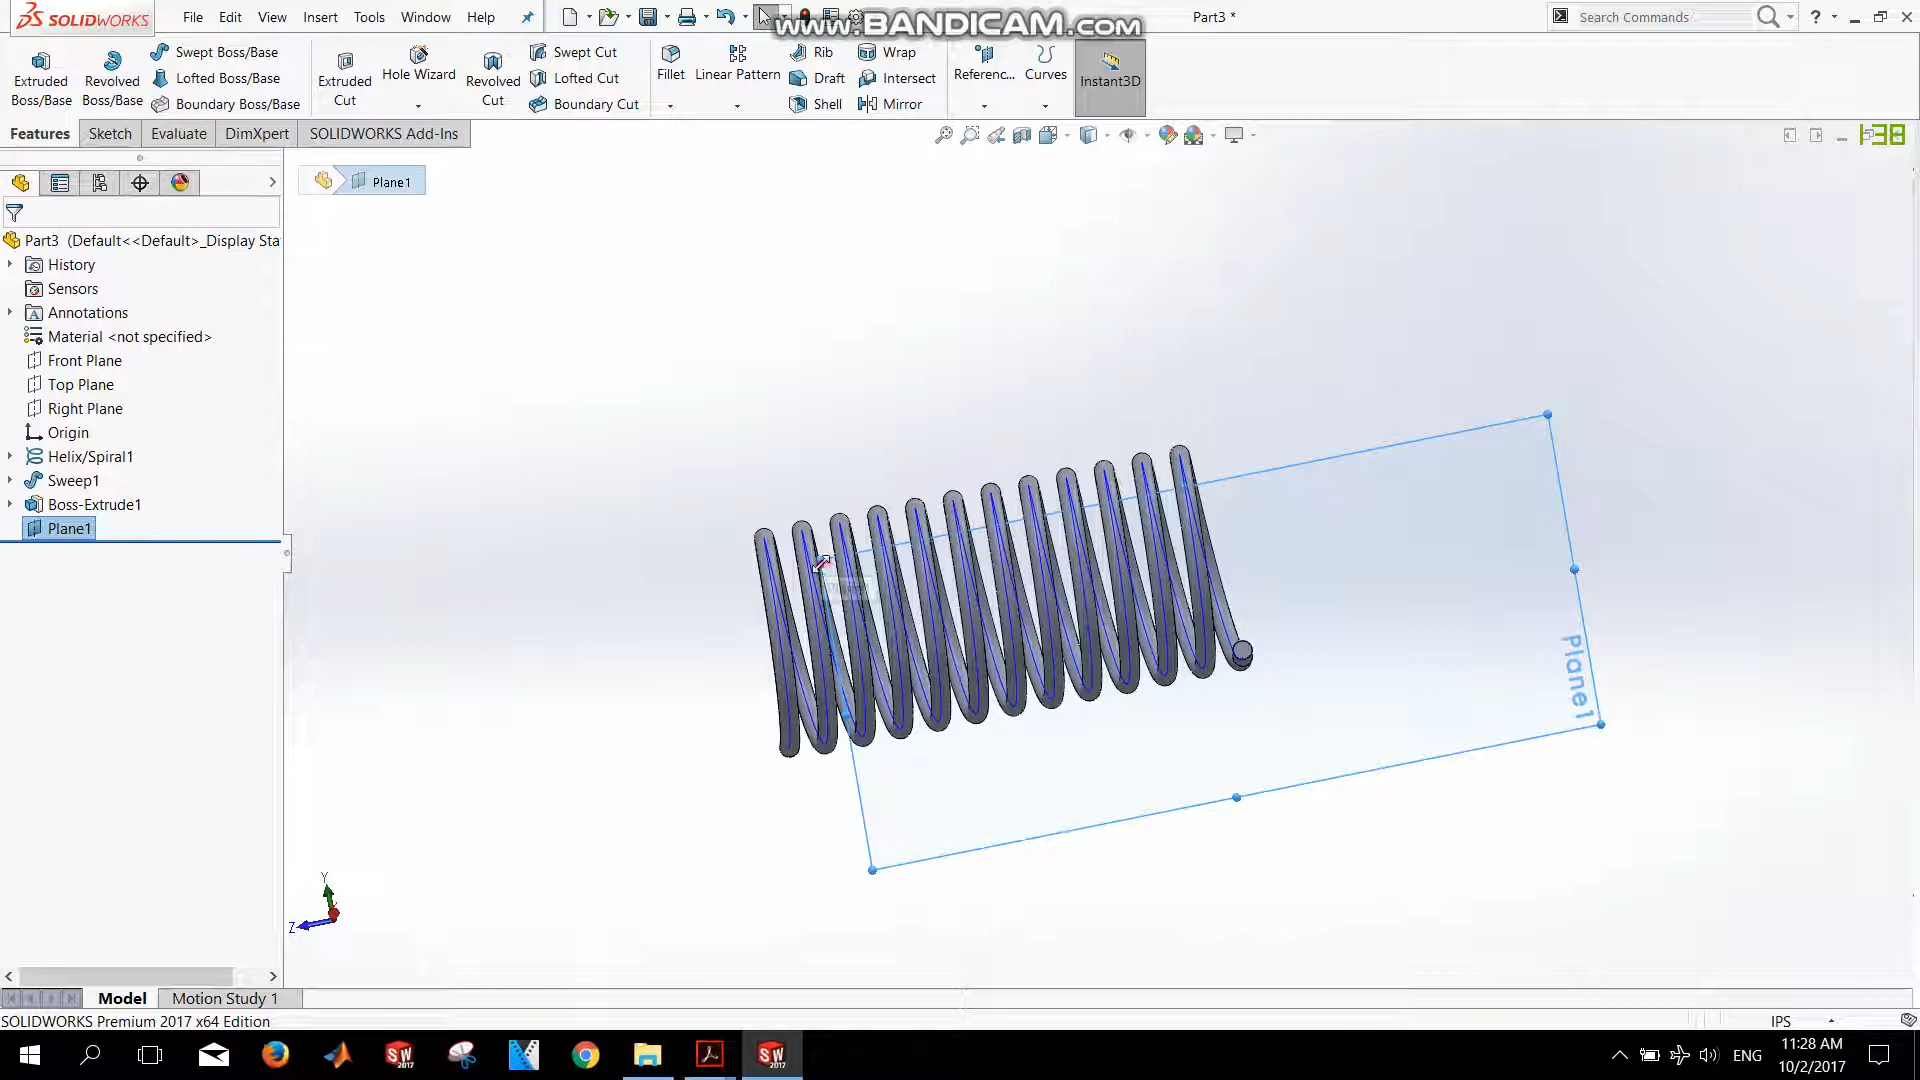 SOLIDWORKS
File Edit View Insert Tools Window Help
www.BANDICAM.com
Part3 *
Search Commands
Extruded Boss/Base
Revolved Boss/Base
Swept Boss/Base
Lofted Boss/Base
Boundary Boss/Base
Extruded Cut
Hole Wizard
Revolved Cut
Swept Cut
Lofted Cut
Boundary Cut
Fillet
Linear Pattern
Rib
Draft
Shell
Wrap
Intersect
Mirror
Referenc...
Curves
Instant3D
Features Sketch Evaluate DimXpert SOLIDWORKS Add-Ins
138
Plane1
Part3 (Default<<Default>_Display Sta
History
Sensors
Annotations
Material <not specified>
Front Plane
Top Plane
Right Plane
Origin
Helix/Spiral1
Sweep1
Boss-Extrude1
Plane1
Plane1
Y
Z
Model Motion Study 1
SOLIDWORKS Premium 2017 x64 Edition
IPS
SW 2017
SW 2017
ENG
11:28 AM
10/2/2017